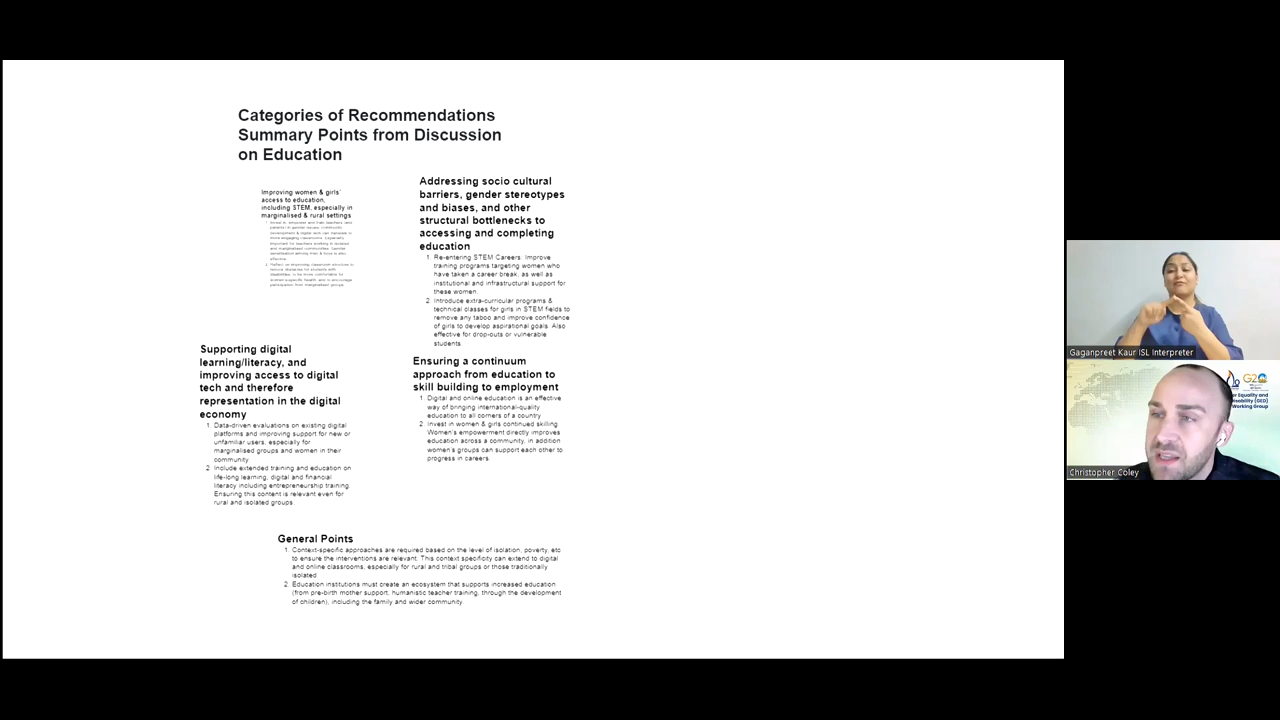 Categories of Recommendations
Summary Points from Discussion
on Education
Improving women & girls'
access to education,
including STEM, especially in
marginalised & rural settings
Addressing socio cultural
barriers, gender stereotypes
and biases, and other
structural bottlenecks to
accessing and completing
education
1. Re-entering STEM Careers: Improve
training programs targeting women who
have taken a career break, as well as
institutional and infrastructural support for
these women.
2. Introduce extra-curricular programs &
technical classes for girls in STEM fields to
remove any taboo and improve confidence
of girls to develop aspirational goals. Also
effective for drop-outs or vulnerable
students.
Supporting digital
learning/literacy, and
improving access to digital
tech and therefore
representation in the digital
economy
1. Data-driven evaluations on existing digital
platforms and improving support for new or
unfamiliar users, especially for
marginalised groups and women in their
community.
2. Include extended training and education on
life-long learning, digital and financial
literacy including entrepreneurship training.
Ensuring this content is relevant even for
rural and isolated groups.
Ensuring a continuum
approach from education to
skill building to employment
1. Digital and online education is an effective
way of bringing international-quality
education to all corners of a country.
2. Invest in women & girls continued skilling.
Women's empowerment directly improves
education across a community, in addition
women's groups can support each other to
progress in careers.
General Points
1. Context-specific approaches are required based on the level of isolation, poverty, etc
to ensure the interventions are relevant. This context specificity can extend to digital
and online classrooms, especially for rural and tribal groups or those traditionally
isolated.
2. Education institutions must create an ecosystem that supports increased education
(from pre-birth mother support, humanistic teacher training, through the development
of children), including the family and wider community.
Gaganpreet Kaur ISL Interpreter
G20
er Equality and
isability (GED)
Working Group
Christopher Coley